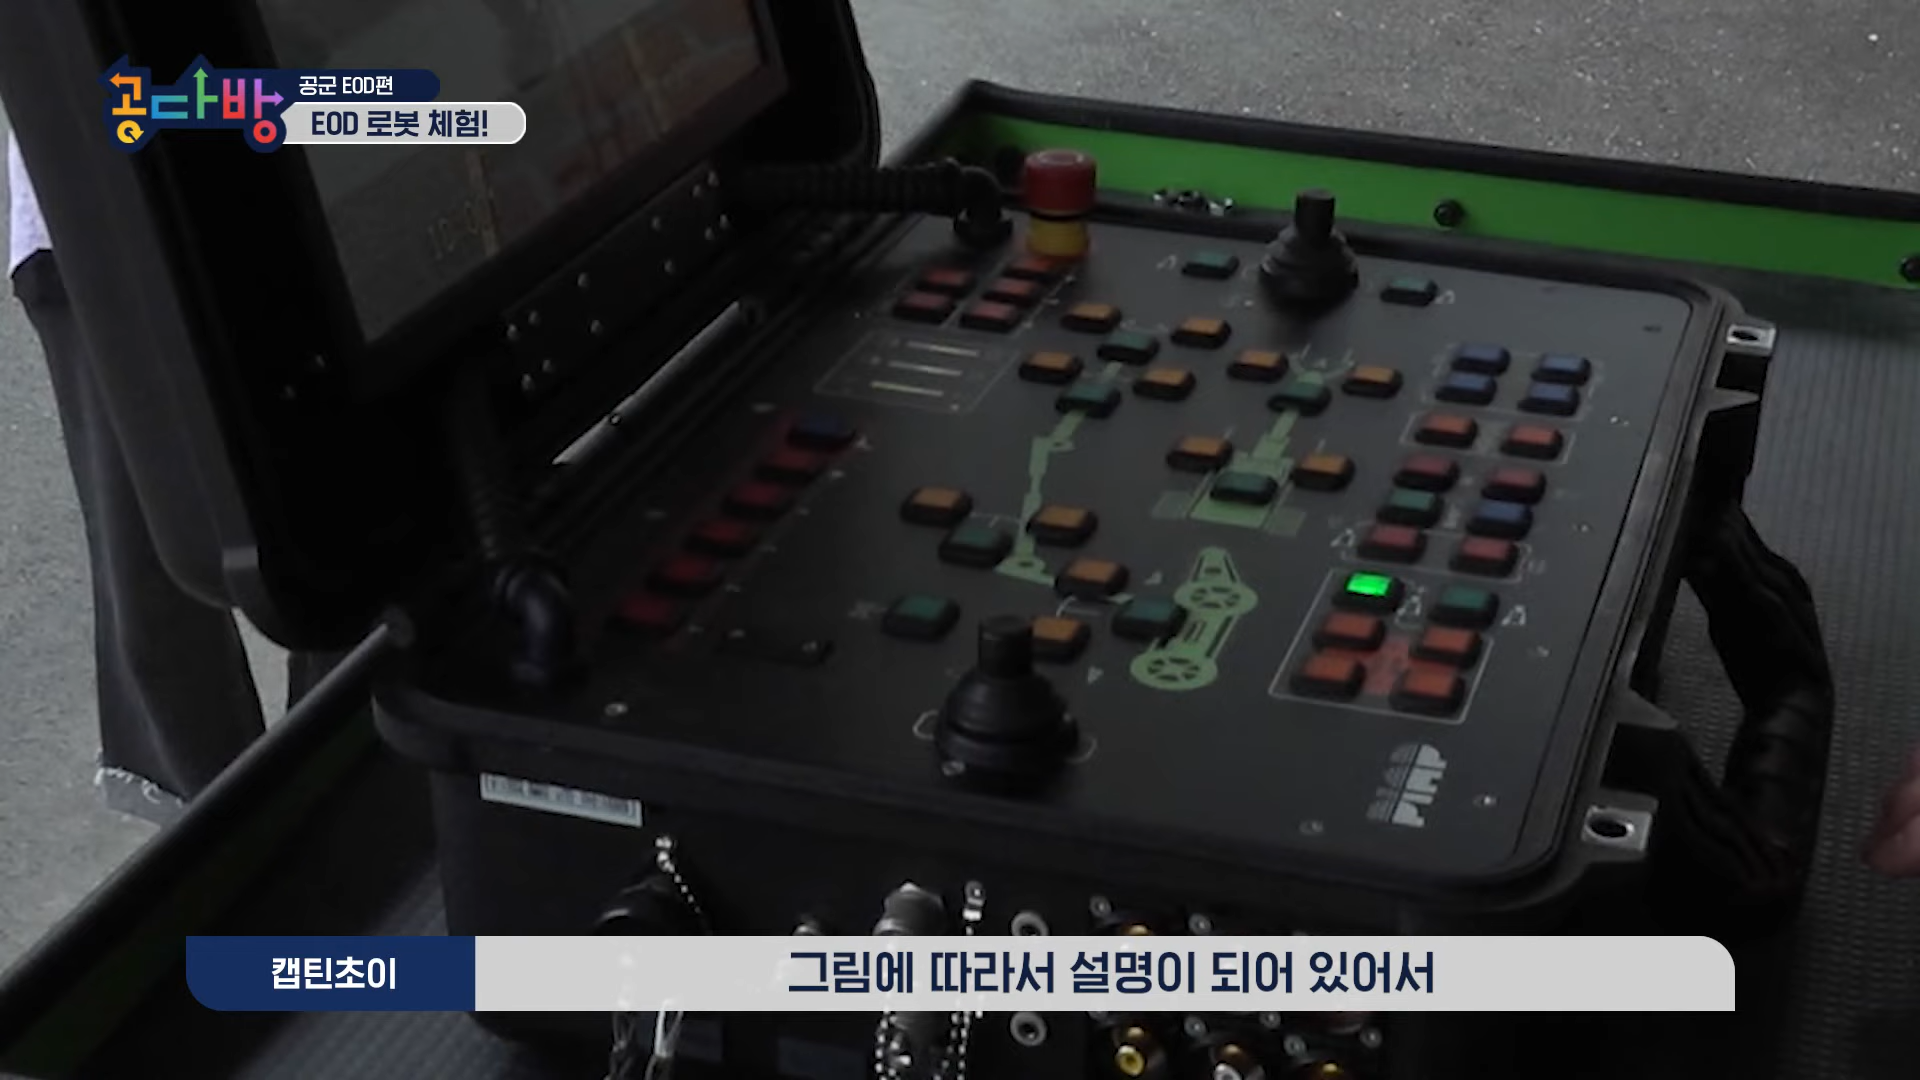 공다방
공군 EOD편
EOD 로봇 체험!
PIAP
캡틴초이
그림에 따라서 설명이 되어 있어서